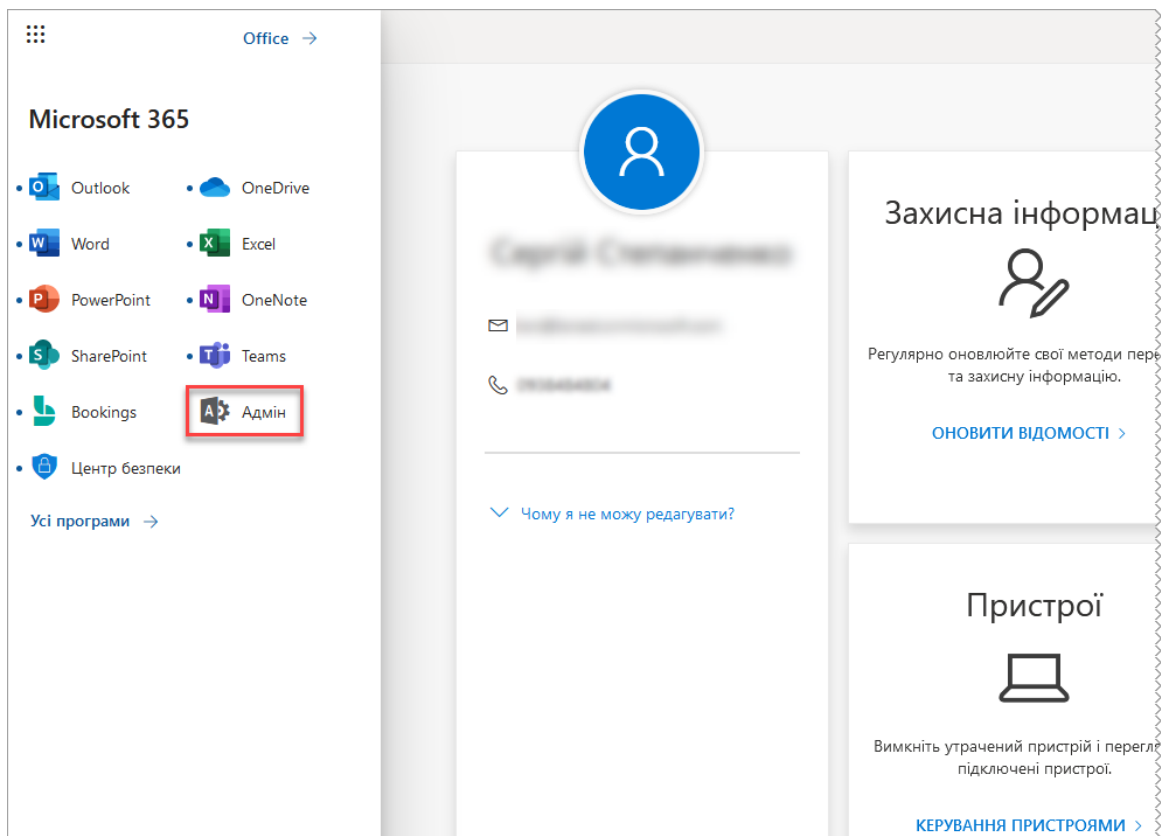 Office →
Microsoft 365
Outlook
OneDrive
Word
Excel
PowerPoint
OneNote
SharePoint
Teams
Bookings
Адмін
Центр безпеки
Усі програми →
Чому я не можу редагувати?
Захисна інформац
Регулярно оновлюйте свої методи пере
та захисну інформацію.
ОНОВИТИ ВІДОМОСТІ >
Пристрої
Вимкніть утрачений пристрій і перегля
підключені пристрої.
КЕРУВАННЯ ПРИСТРОЯМИ >